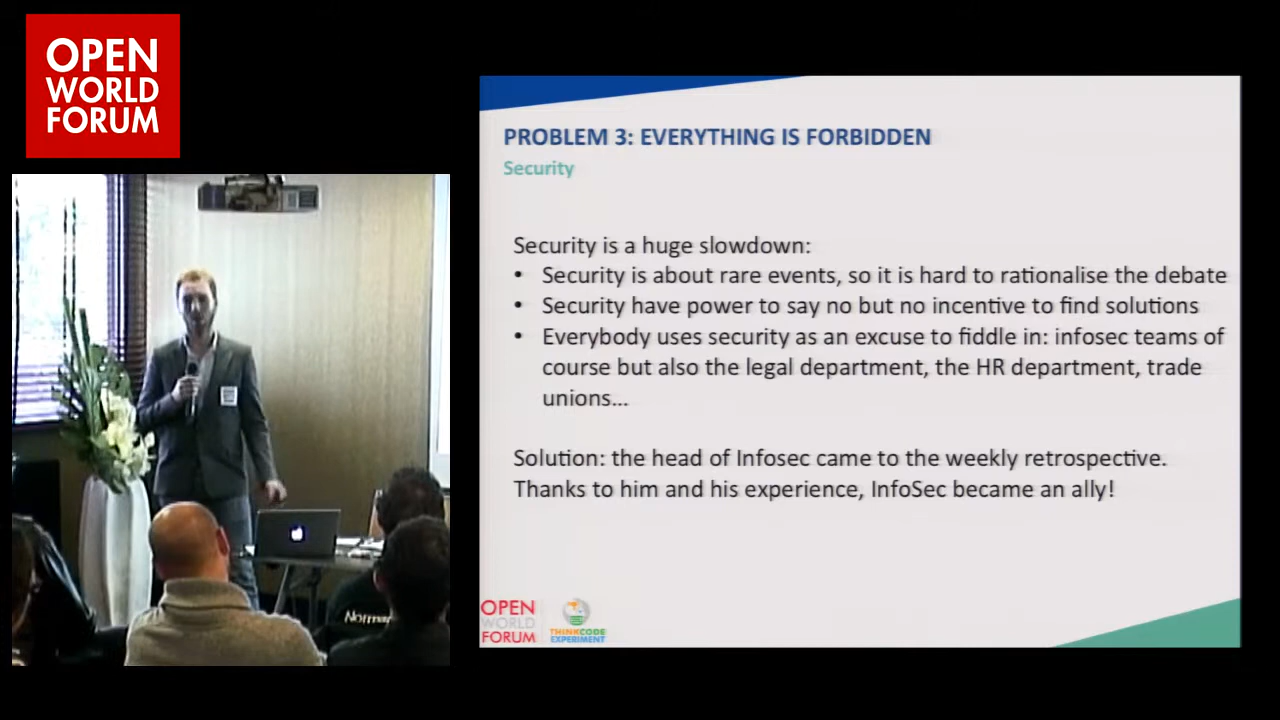 OPEN
WORLD
FORUM
PROBLEM 3: EVERYTHING IS FORBIDDEN
Security
Security is a huge slowdown:
• Security is about rare events, so it is hard to rationalise the debate
• Security have power to say no but no incentive to find solutions
• Everybody uses security as an excuse to fiddle in: infosec teams of
course but also the legal department, the HR department, trade
unions...
Solution: the head of Infosec came to the weekly retrospective.
Thanks to him and his experience, InfoSec became an ally!
OPEN
WORLD
FORUM
THINKCODE
EXPERIMENT